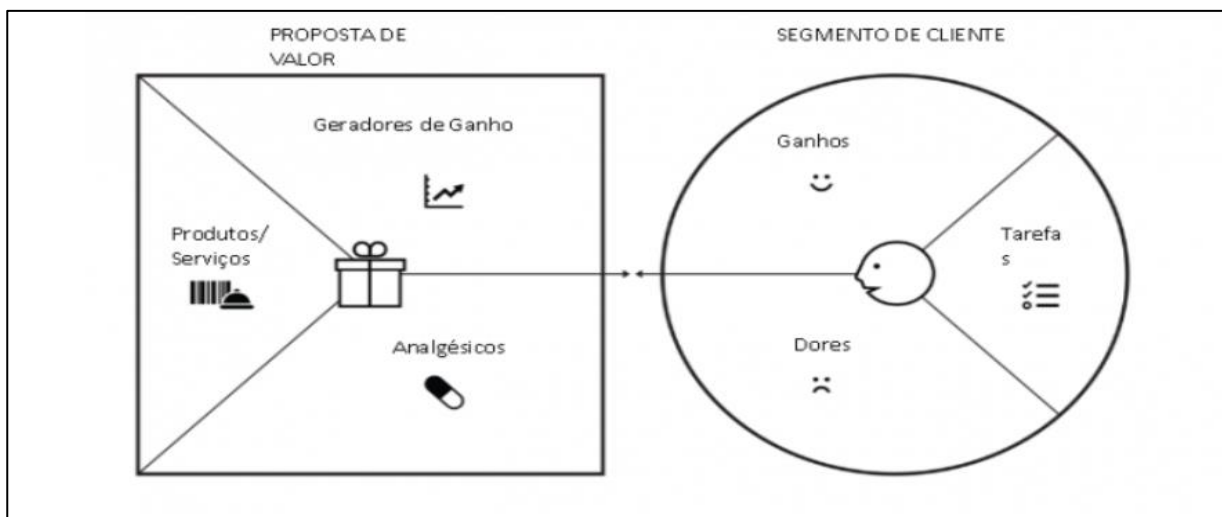 PROPOSTA DE
VALOR
SEGMENTO DE CLIENTE
Geradores de Ganho
Produtos/
Serviços
Analgésicos
Ganhos
Tarefa
s
Dores